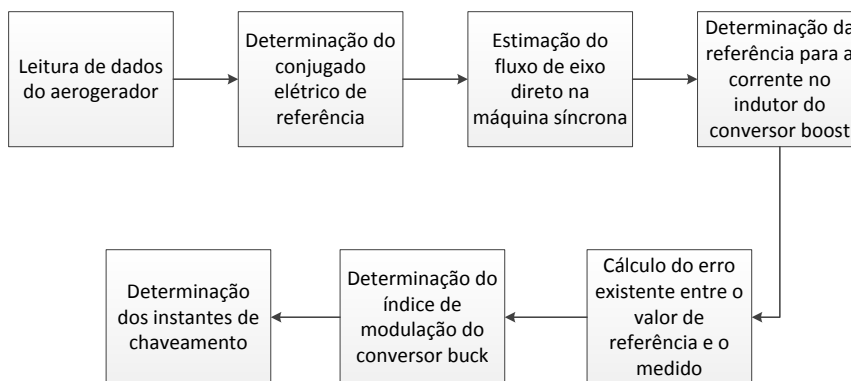 Leitura de dados
do aerogerador
Determinação do
conjugado
elétrico de
referência
Estimação do
fluxo de eixo
direto na
máquina síncrona
Determinação da
referência para a
corrente no
indutor do
conversor boost
Cálculo do erro
existente entre o
valor de
referência e o
medido
Determinação do
índice de
modulação do
conversor buck
Determinação
dos instantes de
chaveamento